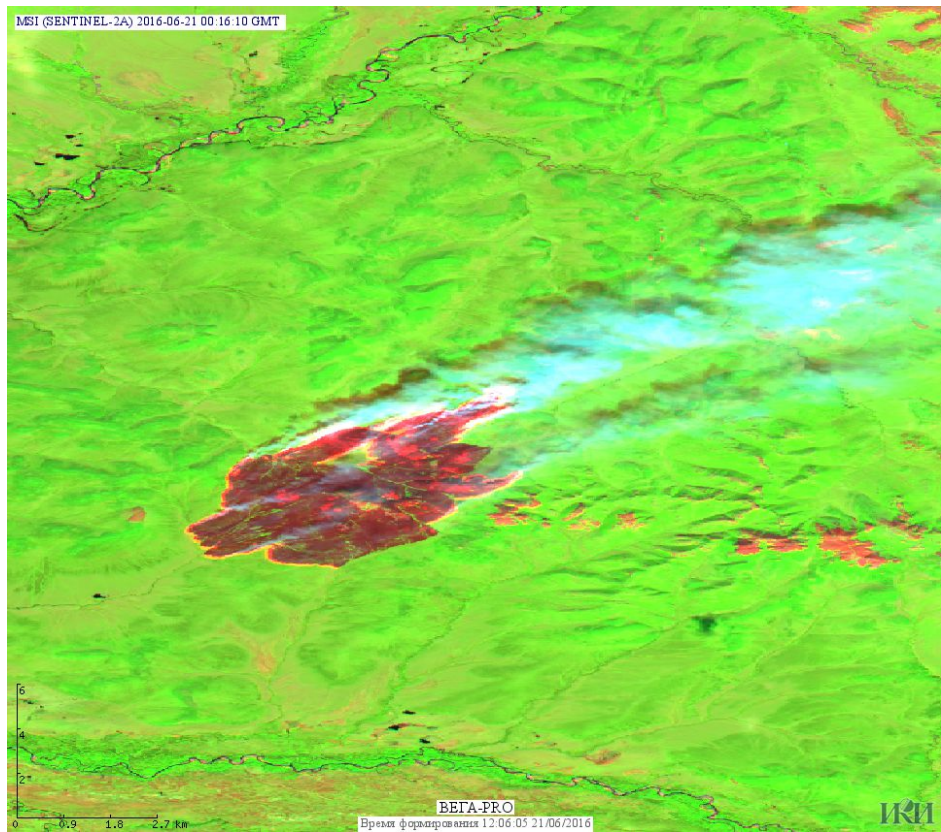 MSI (SENTINEL-2A) 2016-06-21 00:16:10 GMT
6
4
2
0 0.9 1.8 2.7 км
ВЕГА-PRO
Время формирования 12:06:05 21/06/2016
ИКИ